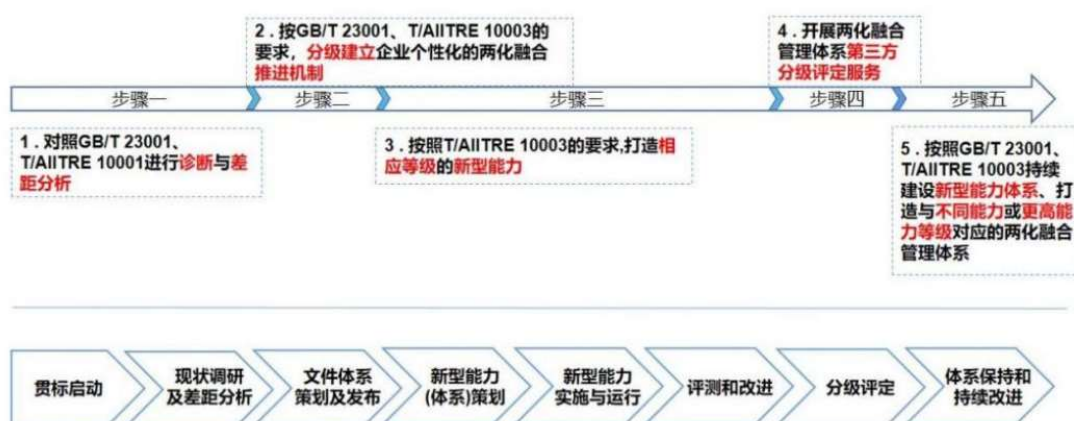 2 . 按GB/T 23001、T/AIITRE 10003的
要求，分级建立企业个性化的两化融合
推进机制
4 . 开展两化融合
管理体系第三方
分级评定服务
步骤一
步骤二
步骤三
步骤四
步骤五
1 . 对照GB/T 23001、
T/AIITRE 10001进行诊断与差
距分析
3 . 按照T/AIITRE 10003的要求,打造相
应等级的新型能力
5 . 按照GB/T 23001、
T/AIITRE 10003持续
建设新型能力体系、打
造与不同能力或更高能
力等级对应的两化融合
管理体系
贯标启动
现状调研
及差距分析
文件体系
策划及发布
新型能力
(体系)策划
新型能力
实施与运行
评测和改进
分级评定
体系保持和
持续改进